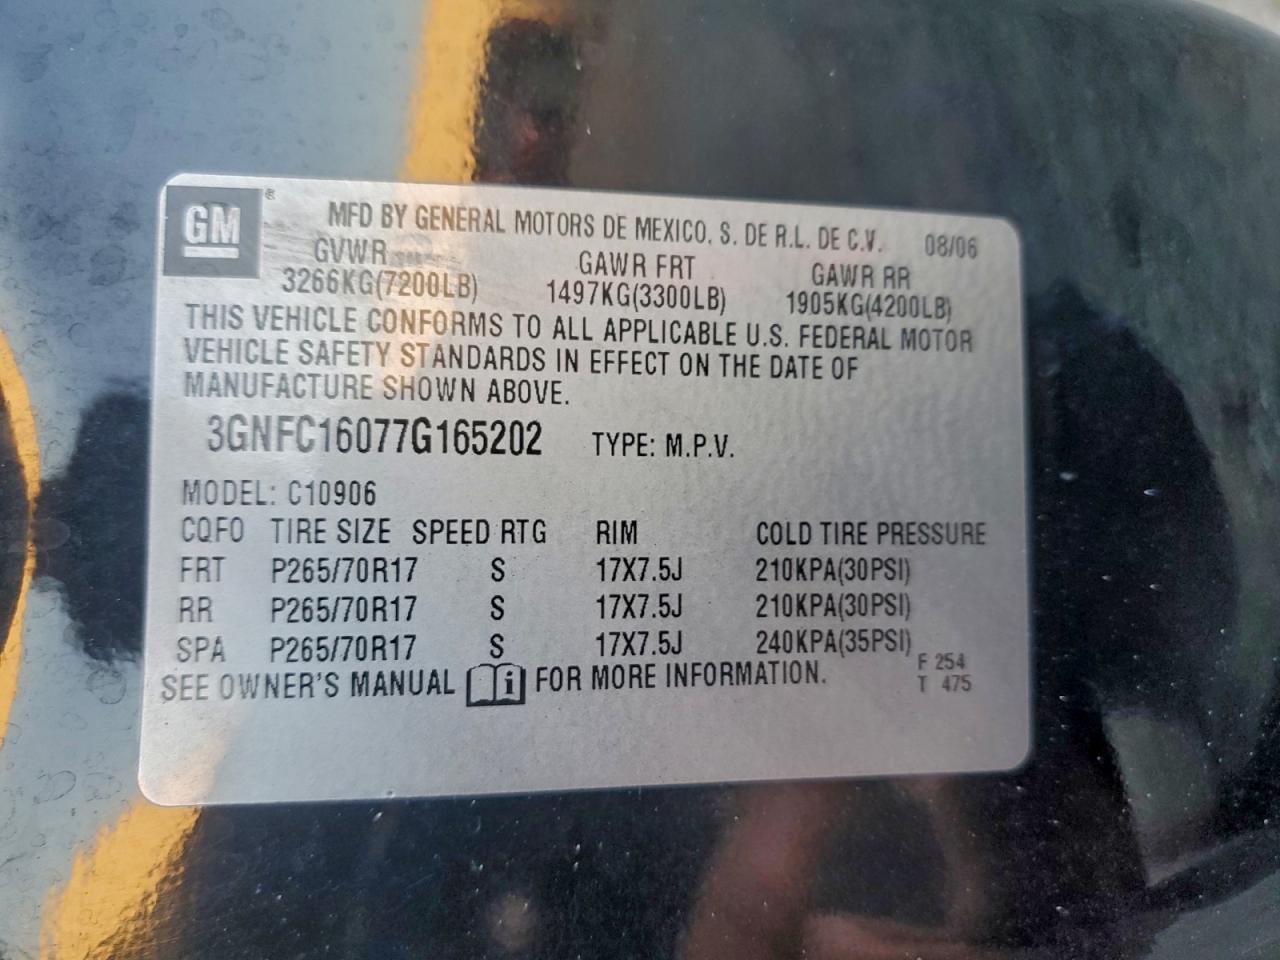 GM ®
MFD BY GENERAL MOTORS DE MEXICO, S. DE R.L. DE C.V. 08/06
GVWR GAWR FRT GAWR RR
3266KG(7200LB) 1497KG(3300LB) 1905KG(4200LB)
THIS VEHICLE CONFORMS TO ALL APPLICABLE U.S. FEDERAL MOTOR
VEHICLE SAFETY STANDARDS IN EFFECT ON THE DATE OF
MANUFACTURE SHOWN ABOVE.
3GNFC16077G165202 TYPE: M.P.V.
MODEL: C10906
CQFO TIRE SIZE SPEED RTG RIM COLD TIRE PRESSURE
FRT P265/70R17 S 17X7.5J 210KPA(30PSI)
RR P265/70R17 S 17X7.5J 210KPA(30PSI)
SPA P265/70R17 S 17X7.5J 240KPA(35PSI)
SEE OWNER'S MANUAL i FOR MORE INFORMATION.
F 254
T 475